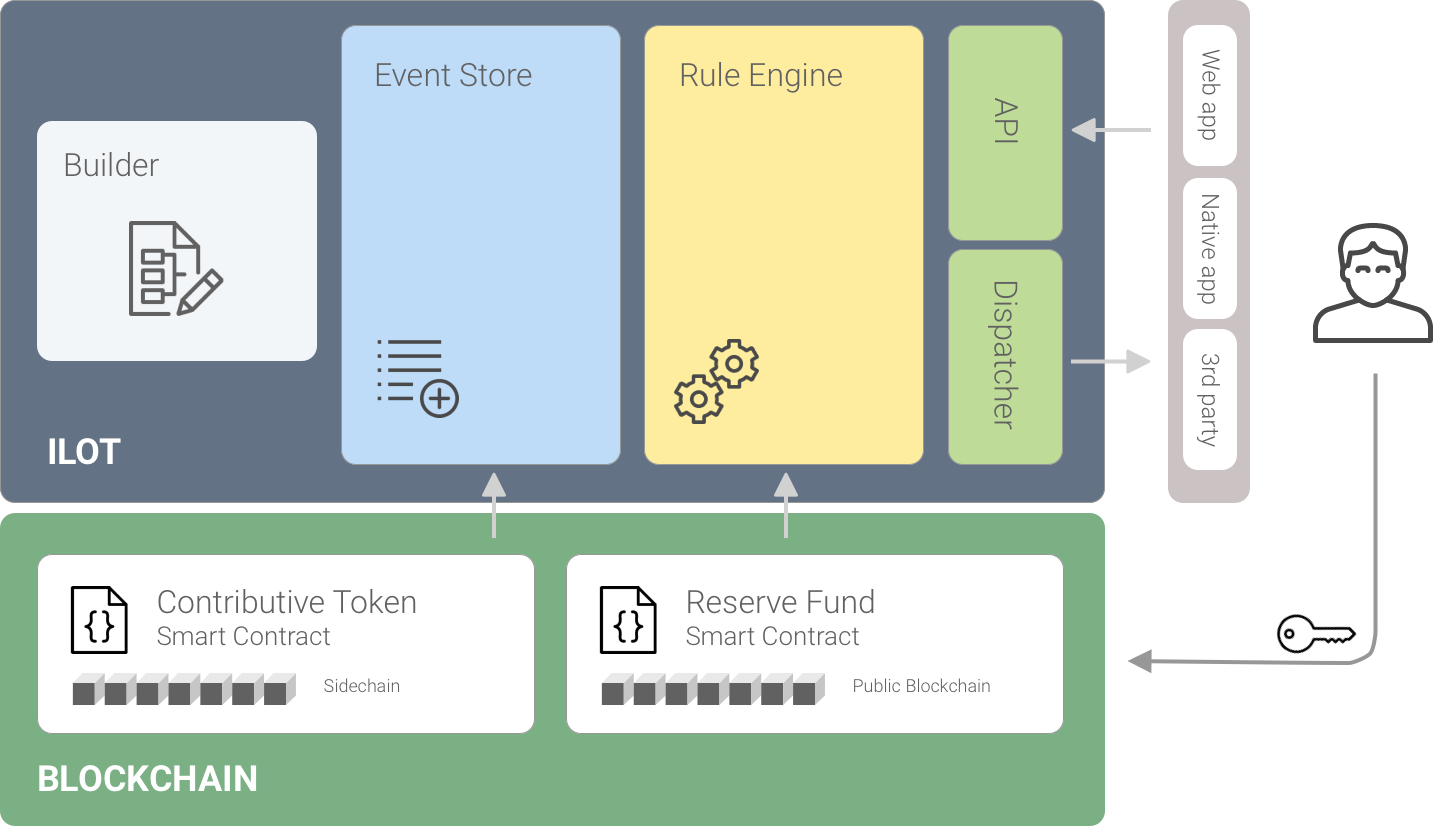 Builder
ILOT
Event Store
Rule Engine
API
Dispatcher
Web app
Native app
3rd party
Contributive Token
Smart Contract
Sidechain
Reserve Fund
Smart Contract
Public Blockchain
BLOCKCHAIN